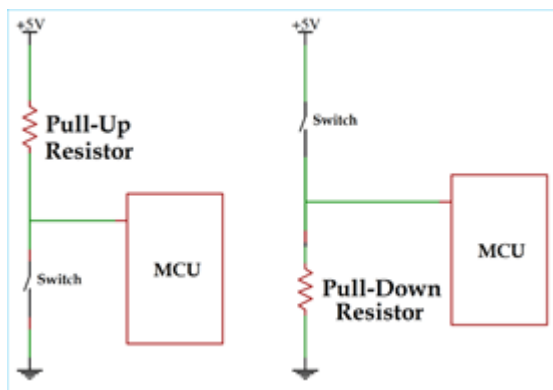 +5V
Pull-Up
Resistor
MCU
Switch
+5V
Switch
MCU
Pull-Down
Resistor